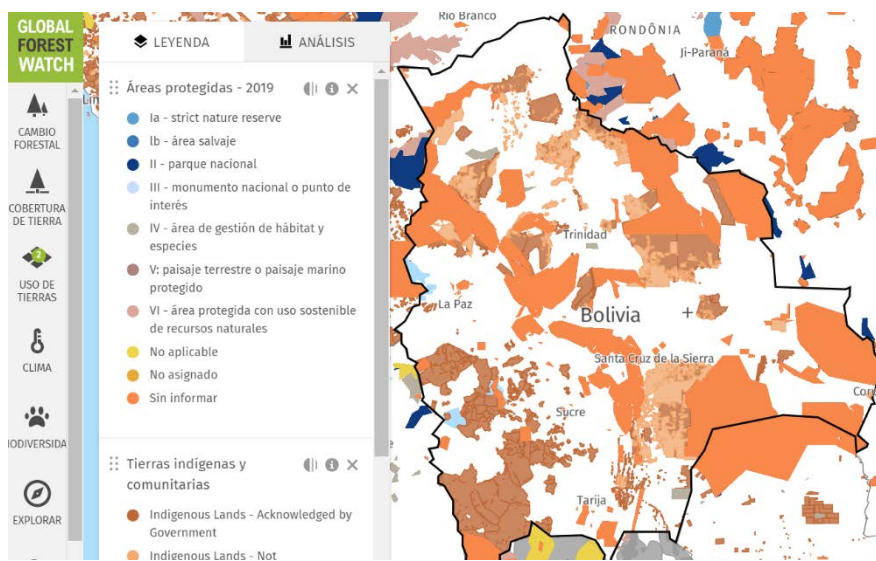 GLOBAL
FOREST
WATCH
LEYENDA
ANÁLISIS
CAMBIO
FORESTAL
COBERTURA
DE TIERRA
2
USO DE
TIERRAS
CLIMA
IODIVERSIDA
EXPLORAR
Áreas protegidas - 2019
Ia - strict nature reserve
lb - área salvaje
II - parque nacional
III - monumento nacional o punto de
interés
IV - área de gestión de hábitat y
especies
V: paisaje terrestre o paisaje marino
protegido
VI - área protegida con uso sostenible
de recursos naturales
No aplicable
No asignado
Sin informar
Tierras indígenas y
comunitarias
Indigenous Lands - Acknowledged by
Government
Indigenous Lands - Not
Rio Branco
RONDÔNIA
Ji-Paraná
Trinidad
La Paz
Bolivia
Santa Cruz de la Sierra
Sucre
Tarija